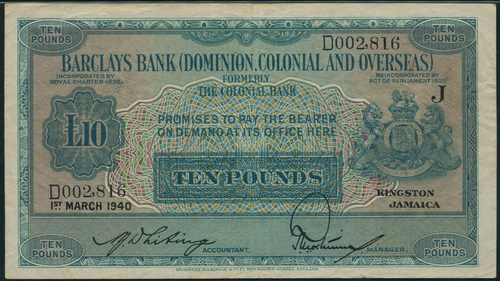 TEN POUNDS
TEN POUNDS
D002,816
BARCLAYS BANK (DOMINION, COLONIAL AND OVERSEAS)
INCORPORATED BY
ROYAL CHARTER 1836.
FORMERLY
THE COLONIAL BANK
REINCORPORATED BY
ACT OF PARLIAMENT 1925
J
£10
PROMISES TO PAY THE BEARER
ON DEMAND AT ITS OFFICE HERE
TEN POUNDS
D002,816
1ST MARCH 1940
KINGSTON
JAMAICA
ACCOUNTANT.
MANAGER.
TEN POUNDS
TEN POUNDS